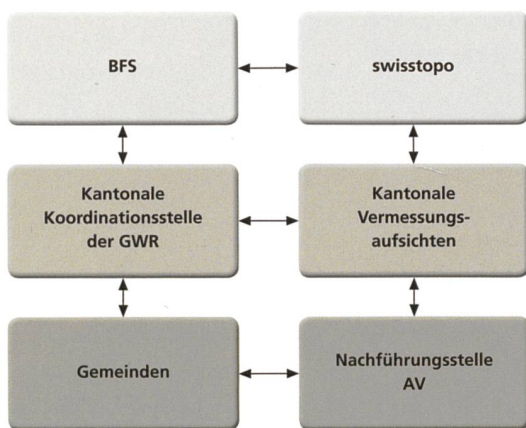 BFS
swisstopo
Kantonale
Koordinationsstelle
der GWR
Kantonale
Vermessungs-
aufsichten
Gemeinden
Nachführungsstelle
AV